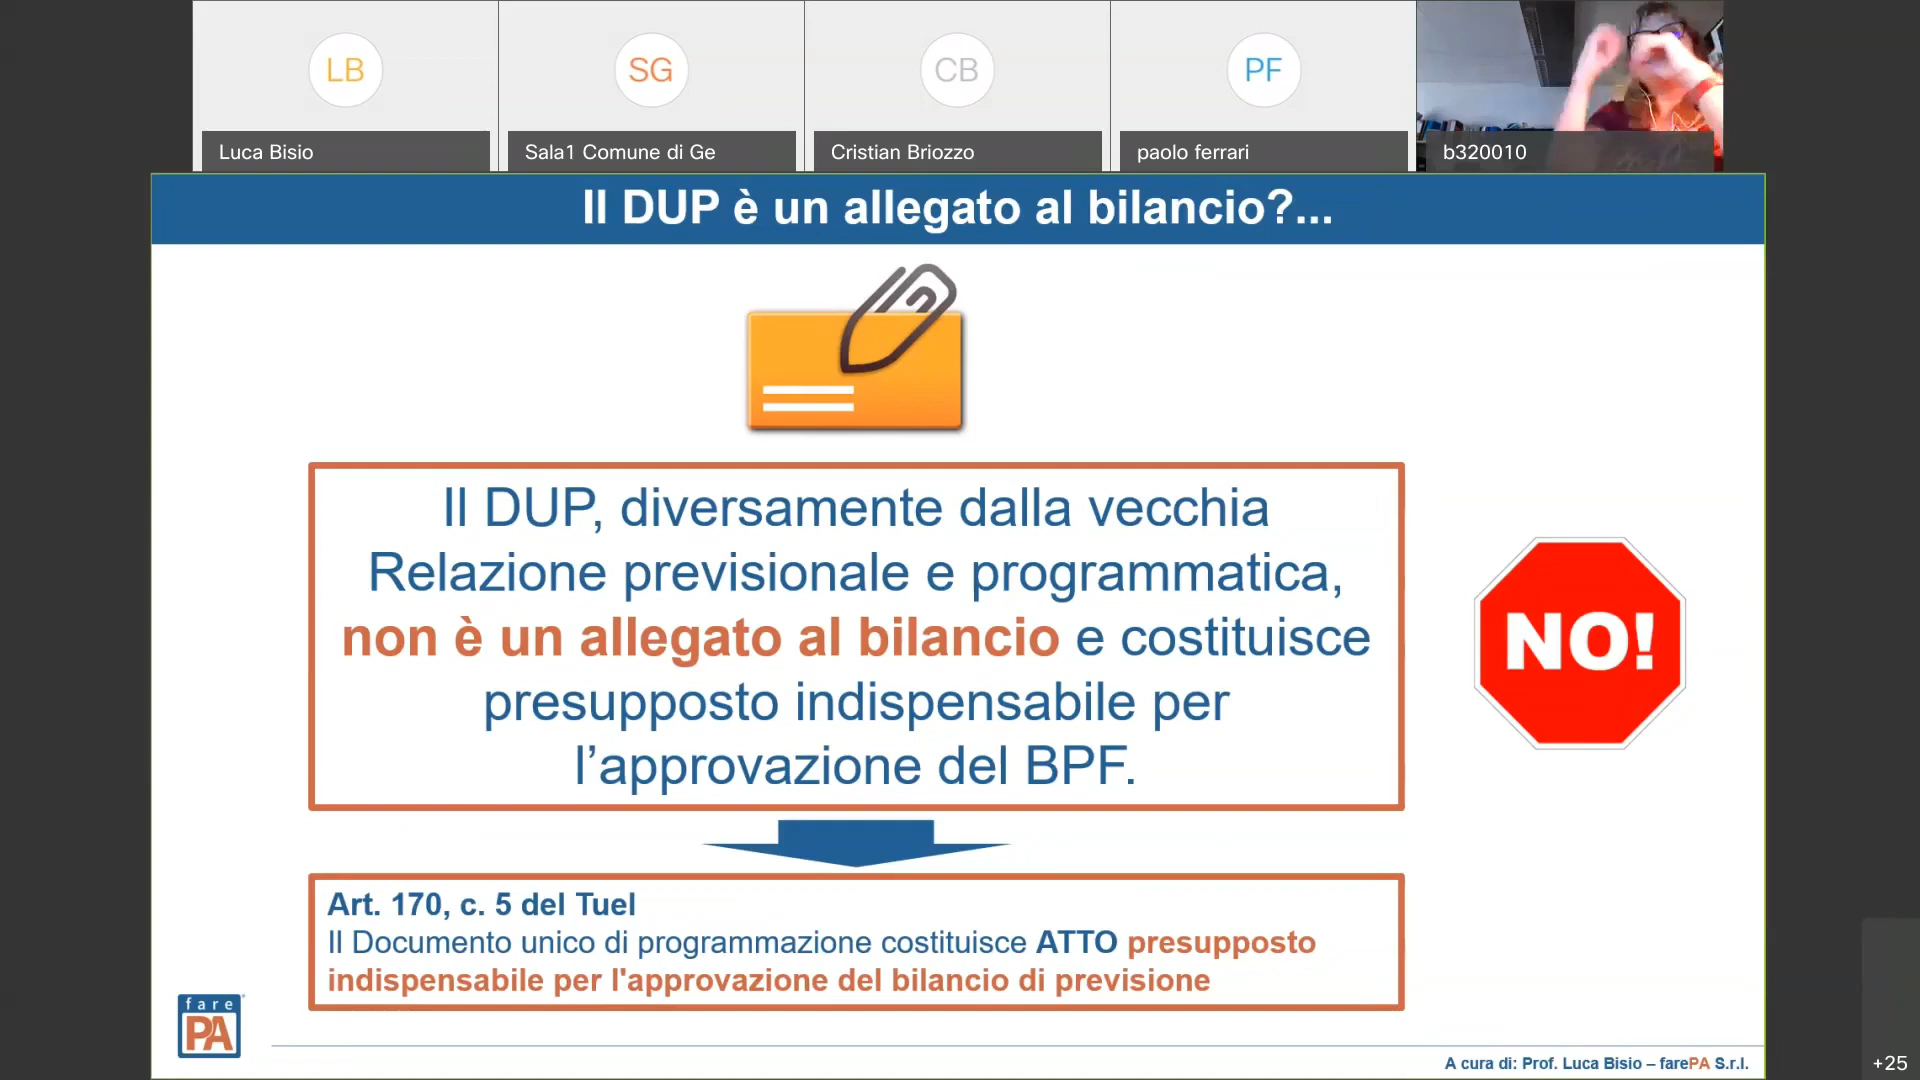 LB
SG
CB
PF
Luca Bisio
Sala1 Comune di Ge
Cristian Briozzo
paolo ferrari
b320010
Il DUP è un allegato al bilancio?...
Il DUP, diversamente dalla vecchia
Relazione previsionale e programmatica,
non è un allegato al bilancio e costituisce
presupposto indispensabile per
l’approvazione del BPF.
NO!
Art. 170, c. 5 del Tuel
Il Documento unico di programmazione costituisce ATTO presupposto
indispensabile per l'approvazione del bilancio di previsione
fare
PA
A cura di: Prof. Luca Bisio – farePA S.r.l.
+25